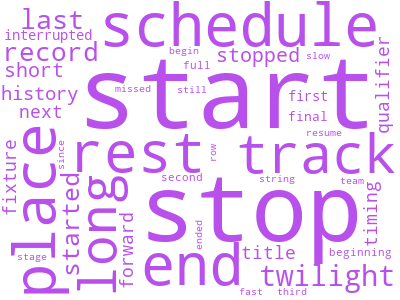 last
schedule
interrupted
record
begin
stopped
slow
full
short
start
qualifier
missed
still
history
first
next
final
resume
place
long
rest
track
since
row
fixture
started
forward
second
string
team
timing
stop
ended
end
title
beginning
stage
twilight
fast
third